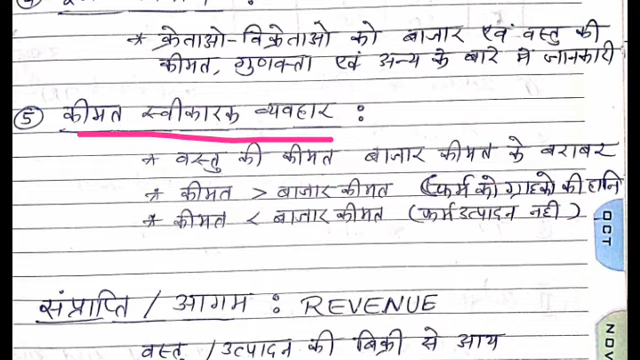 * क्रेताओ-विक्रेताओ को बाजार एवं वस्तु की
कीमत, गुणवत्ता एवं अन्य के बारे मे जानकारी
⑤ कीमत स्वीकारक व्यवहार :
* वस्तु की कीमत बाजार कीमत के बराबर
* कीमत > बाजार कीमत (फर्म को ग्राहको की हानि
* कीमत < बाजार कीमत (फर्म उत्पादन नही)
OCT
संप्राप्ति / आगम : REVENUE
NOV
वस्तु / उत्पादन की बिक्री से आय